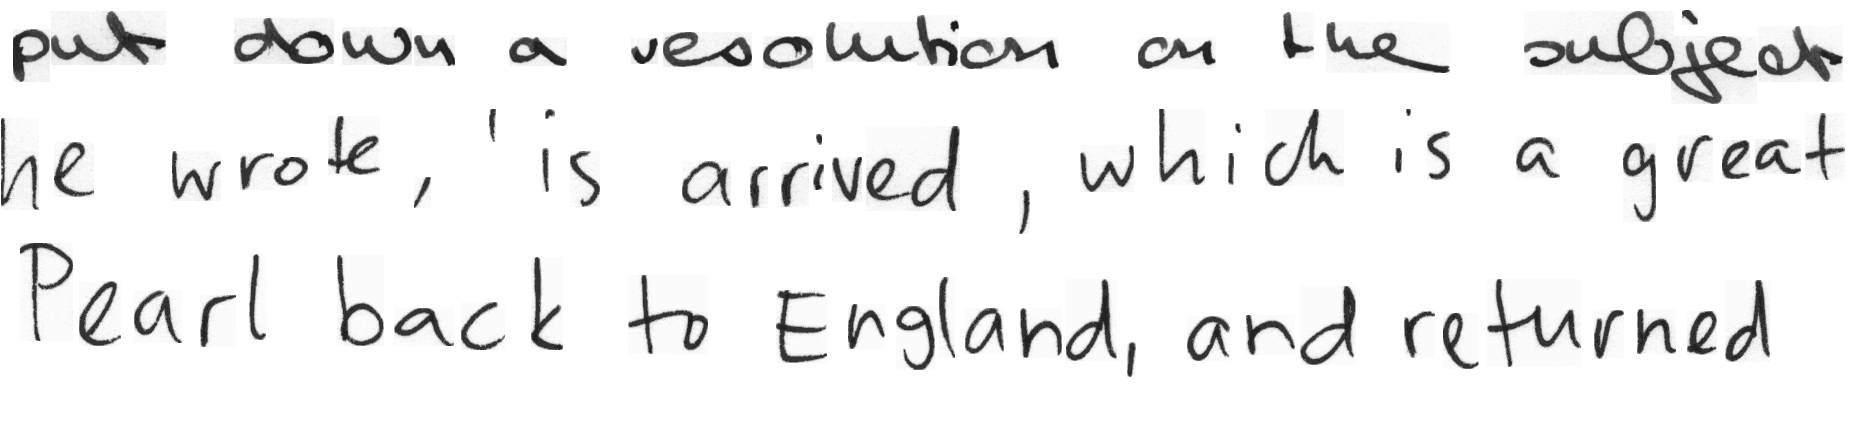 put down a resolution on the subject
he wrote, 'is arrived, which is a great
Pearl back to England, and returned